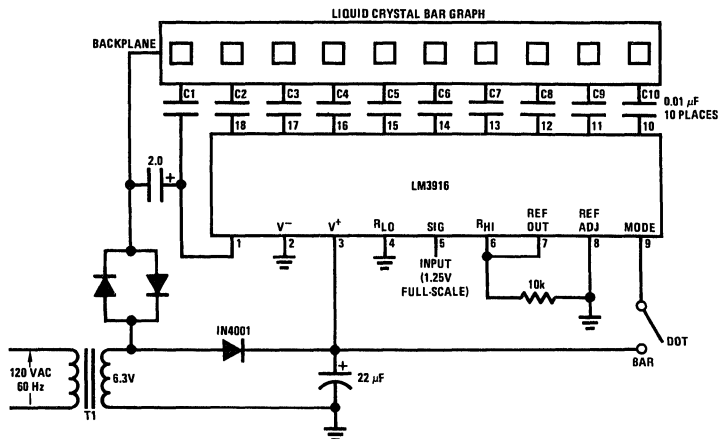 LIQUID CRYSTAL BAR GRAPH
BACKPLANE
C1 C2 C3 C4 C5 C6 C7 C8 C9 C10
0.01 μF
10 PLACES
18 17 16 15 14 13 12 11 10
2.0
+
LM3916
V− V+ RLO SIG RHI REF OUT REF ADJ MODE
1 2 3 4 5 6 7 8 9
INPUT
(1.25V
FULL-SCALE)
10k
DOT
BAR
IN4001
120 VAC
60 Hz
6.3V
T1
+
22 μF